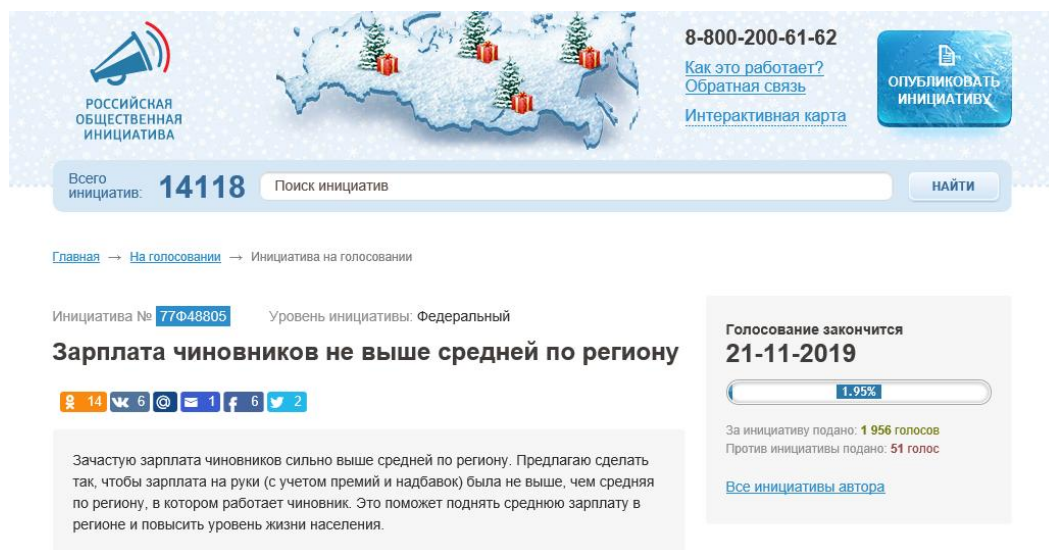 РОССИЙСКАЯ
ОБЩЕСТВЕННАЯ
ИНИЦИАТИВА
8-800-200-61-62
Как это работает?
Обратная связь
Интерактивная карта
ОПУБЛИКОВАТЬ
ИНИЦИАТИВУ
Всего
инициатив:
14118
Поиск инициатив
НАЙТИ
Главная → На голосовании → Инициатива на голосовании
Инициатива № 77Ф48805 Уровень инициативы: Федеральный
Зарплата чиновников не выше средней по региону
14 6 1 6 2
Зачастую зарплата чиновников сильно выше средней по региону. Предлагаю сделать
так, чтобы зарплата на руки (с учетом премий и надбавок) была не выше, чем средняя
по региону, в котором работает чиновник. Это поможет поднять среднюю зарплату в
регионе и повысить уровень жизни населения.
Голосование закончится
21-11-2019
1.95%
За инициативу подано: 1 956 голосов
Против инициативы подано: 51 голос
Все инициативы автора